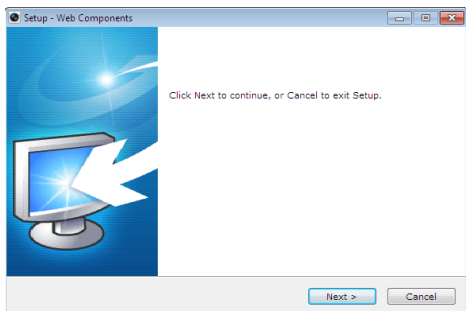 Setup - Web Components
Click Next to continue, or Cancel to exit Setup.
Next >
Cancel